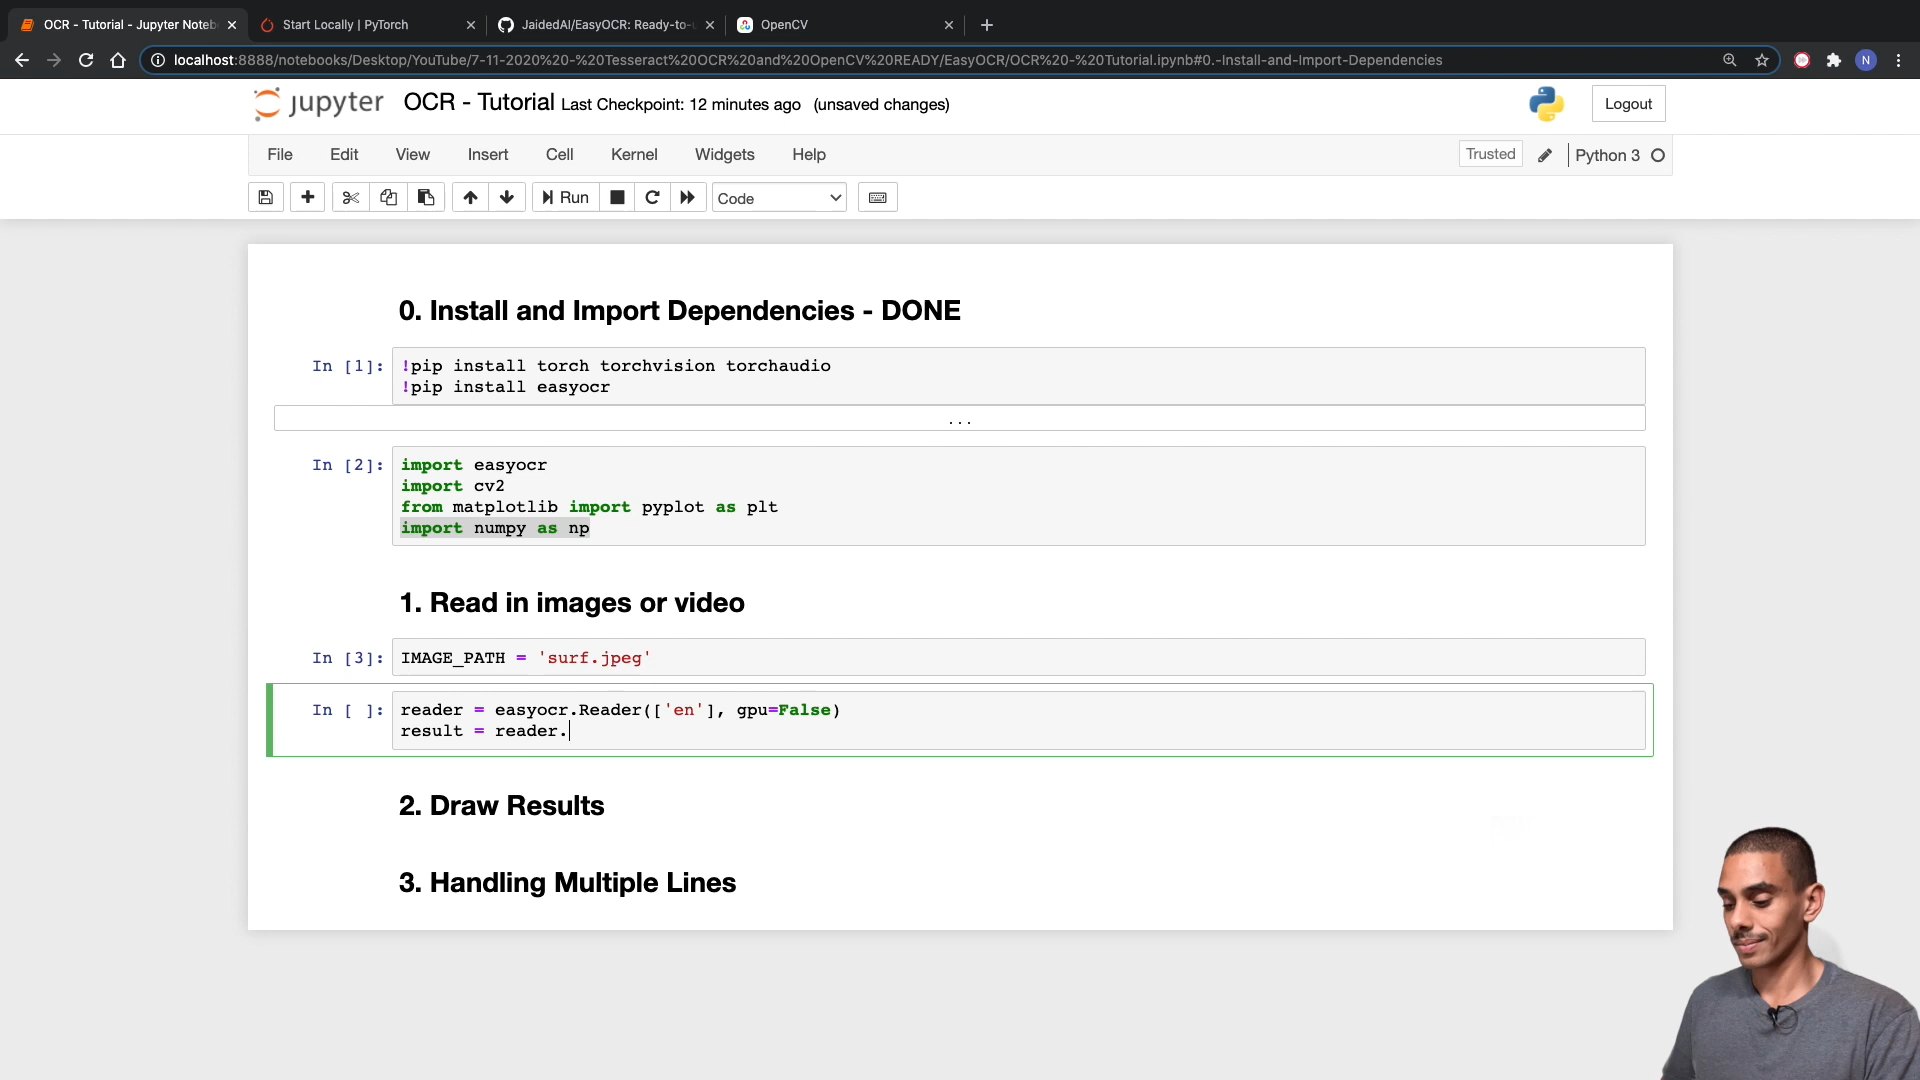 OCR - Tutorial - Jupyter Noteb
Start Locally | PyTorch
JaidedAI/EasyOCR: Ready-to-u
OpenCV
localhost:8888/notebooks/Desktop/YouTube/7-11-2020%20-%20Tesseract%20OCR%20and%20OpenCV%20READY/EasyOCR/OCR%20-%20Tutorial.ipynb#0.-Install-and-Import-Dependencies
N
jupyter OCR - Tutorial Last Checkpoint: 12 minutes ago (unsaved changes)
Logout
File Edit View Insert Cell Kernel Widgets Help
Trusted
Python 3
Run
Code
0. Install and Import Dependencies - DONE
In [1]: !pip install torch torchvision torchaudio
!pip install easyocr
...
In [2]: import easyocr
import cv2
from matplotlib import pyplot as plt
import numpy as np
1. Read in images or video
In [3]: IMAGE_PATH = 'surf.jpeg'
In [ ]: reader = easyocr.Reader(['en'], gpu=False)
result = reader.
2. Draw Results
3. Handling Multiple Lines